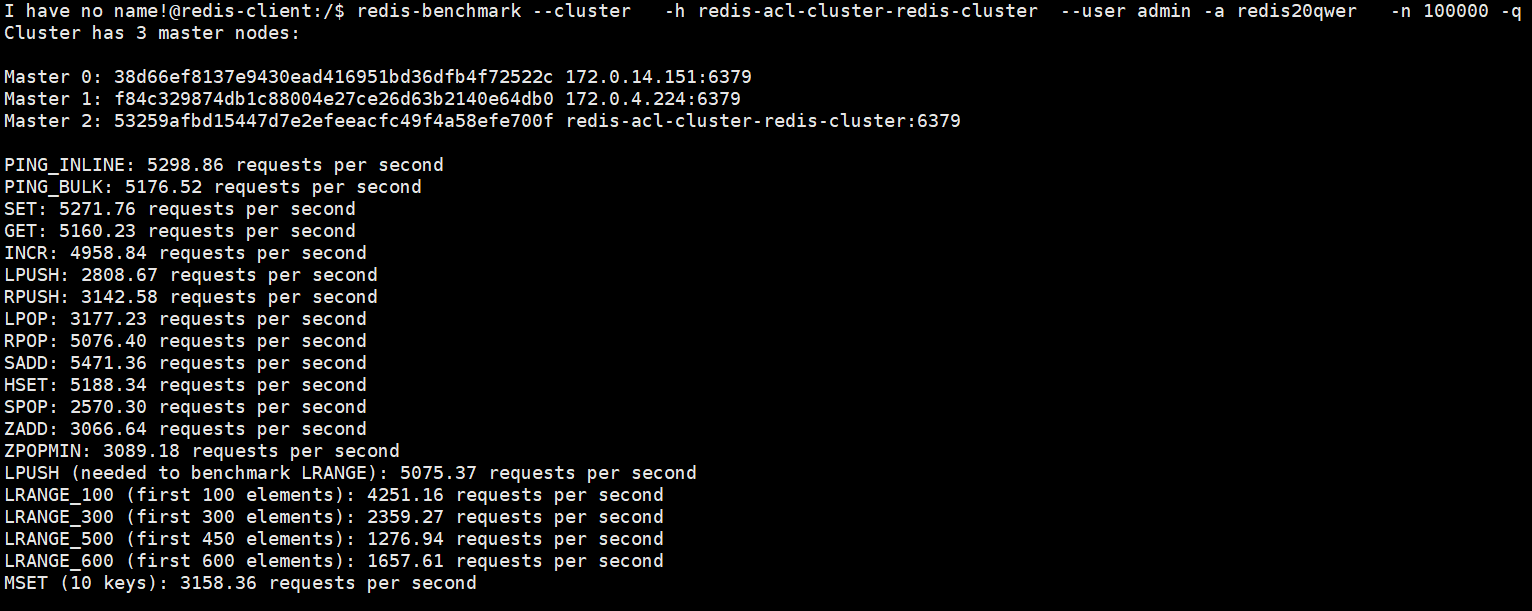 I have no name!@redis-client:/$ redis-benchmark --cluster   -h redis-acl-cluster-redis-cluster  --user admin -a redis20qwer   -n 100000 -q
Cluster has 3 master nodes:
Master 0: 38d66ef8137e9430ead416951bd36dfb4f72522c 172.0.14.151:6379
Master 1: f84c329874db1c88004e27ce26d63b2140e64db0 172.0.4.224:6379
Master 2: 53259afbd15447d7e2efeeacfc49f4a58efe700f redis-acl-cluster-redis-cluster:6379
PING_INLINE: 5298.86 requests per second
PING_BULK: 5176.52 requests per second
SET: 5271.76 requests per second
GET: 5160.23 requests per second
INCR: 4958.84 requests per second
LPUSH: 2808.67 requests per second
RPUSH: 3142.58 requests per second
LPOP: 3177.23 requests per second
RPOP: 5076.40 requests per second
SADD: 5471.36 requests per second
HSET: 5188.34 requests per second
SPOP: 2570.30 requests per second
ZADD: 3066.64 requests per second
ZPOPMIN: 3089.18 requests per second
LPUSH (needed to benchmark LRANGE): 5075.37 requests per second
LRANGE_100 (first 100 elements): 4251.16 requests per second
LRANGE_300 (first 300 elements): 2359.27 requests per second
LRANGE_500 (first 450 elements): 1276.94 requests per second
LRANGE_600 (first 600 elements): 1657.61 requests per second
MSET (10 keys): 3158.36 requests per second